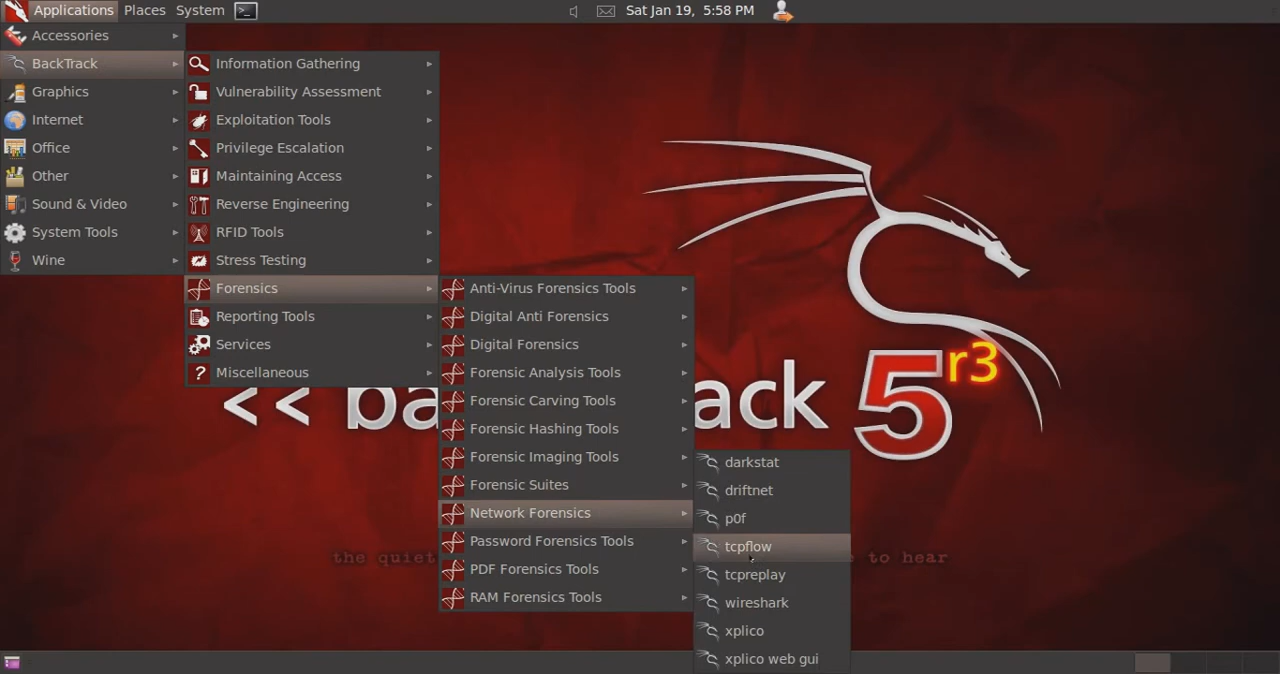 Applications Places System Sat Jan 19, 5:58 PM
Accessories
BackTrack
Graphics
Internet
Office
Other
Sound & Video
System Tools
Wine
Information Gathering
Vulnerability Assessment
Exploitation Tools
Privilege Escalation
Maintaining Access
Reverse Engineering
RFID Tools
Stress Testing
Forensics
Reporting Tools
Services
Miscellaneous
Anti-Virus Forensics Tools
Digital Anti Forensics
Digital Forensics
Forensic Analysis Tools
Forensic Carving Tools
Forensic Hashing Tools
Forensic Imaging Tools
Forensic Suites
Network Forensics
Password Forensics Tools
PDF Forensics Tools
RAM Forensics Tools
darkstat
driftnet
p0f
tcpflow
tcpreplay
wireshark
xplico
xplico web gui
<< ba ack 5 r3
the quiet e to hear